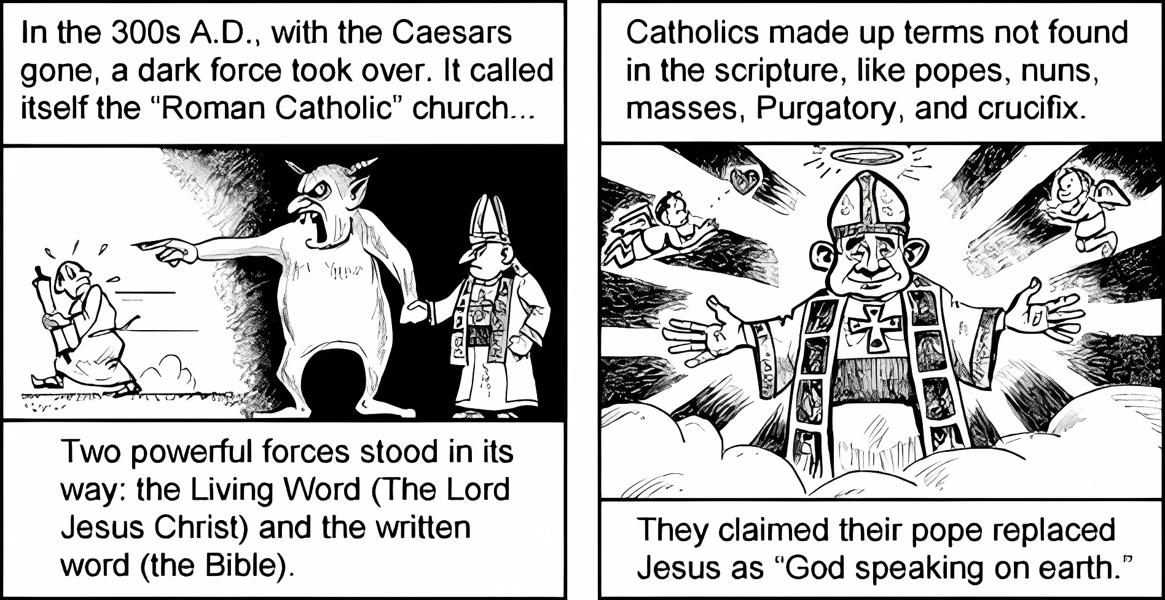 In the 300s A.D., with the Caesars
gone, a dark force took over. It called
itself the “Roman Catholic” church...
Two powerful forces stood in its
way: the Living Word (The Lord
Jesus Christ) and the written
word (the Bible).
Catholics made up terms not found
in the scripture, like popes, nuns,
masses, Purgatory, and crucifix.
They claimed their pope replaced
Jesus as “God speaking on earth.”